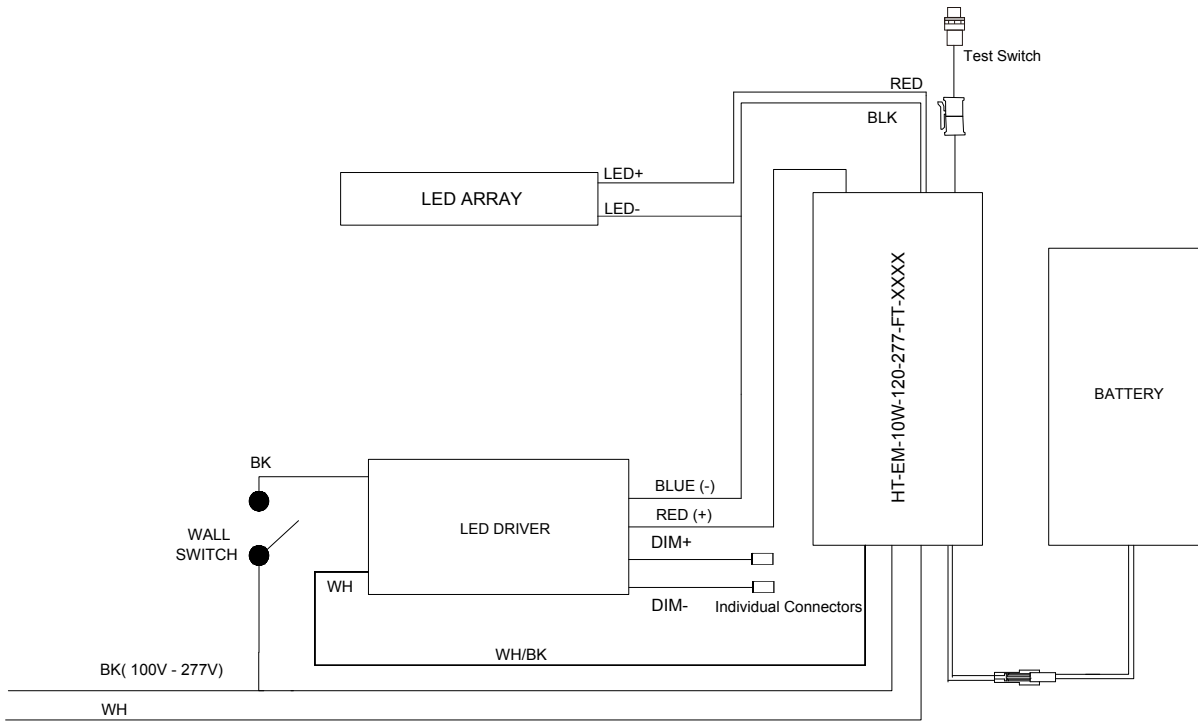 Test Switch
RED
BLK
LED+
LED ARRAY
LED-
HT-EM-10W-120-277-FT-XXXX
BATTERY
BK
BLUE (-)
RED (+)
LED DRIVER
WALL
SWITCH
DIM+
WH
DIM-
Individual Connectors
WH/BK
BK( 100V - 277V)
WH